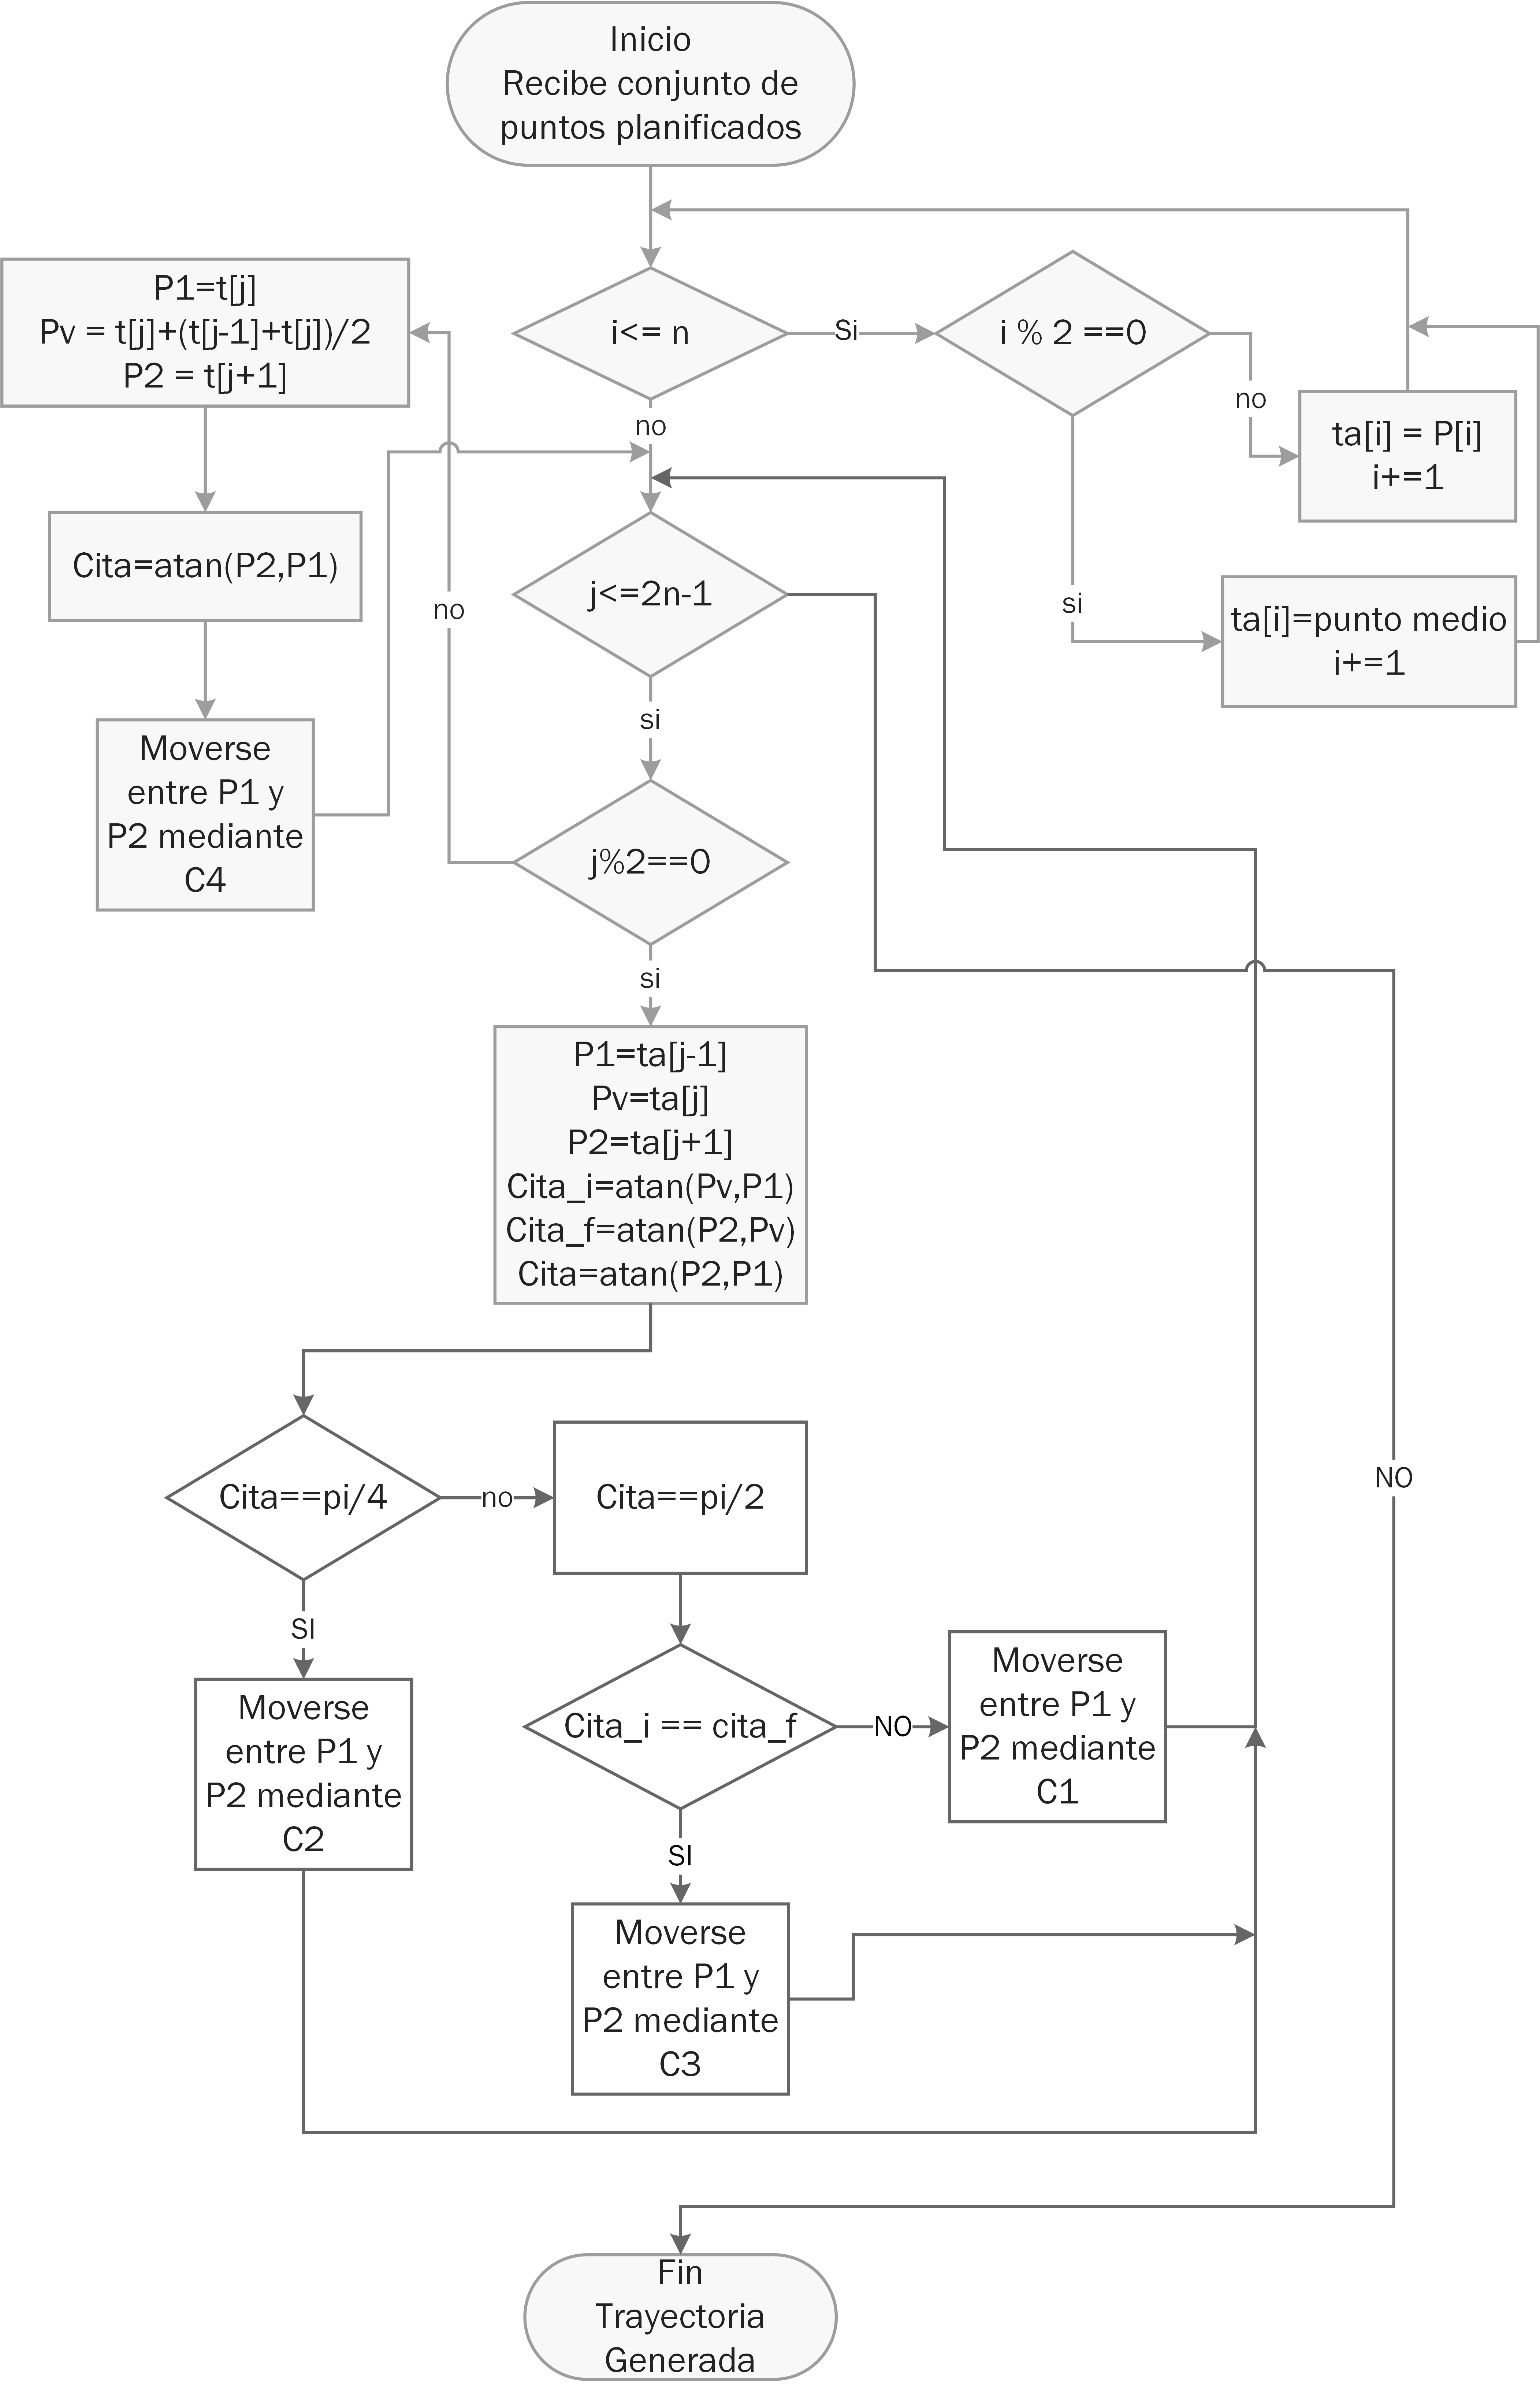 Inicio
Recibe conjunto de
puntos planificados
i<= n
Si
i % 2 ==0
no
ta[i] = P[i]
i+=1
si
ta[i]=punto medio
i+=1
no
j<=2n-1
si
j%2==0
no
P1=t[j]
Pv = t[j]+(t[j-1]+t[j])/2
P2 = t[j+1]
Cita=atan(P2,P1)
Moverse
entre P1 y
P2 mediante
C4
si
P1=ta[j-1]
Pv=ta[j]
P2=ta[j+1]
Cita_i=atan(Pv,P1)
Cita_f=atan(P2,Pv)
Cita=atan(P2,P1)
Cita==pi/4
no
Cita==pi/2
SI
Moverse
entre P1 y
P2 mediante
C2
Cita_i == cita_f
NO
Moverse
entre P1 y
P2 mediante
C1
SI
Moverse
entre P1 y
P2 mediante
C3
NO
Fin
Trayectoria
Generada